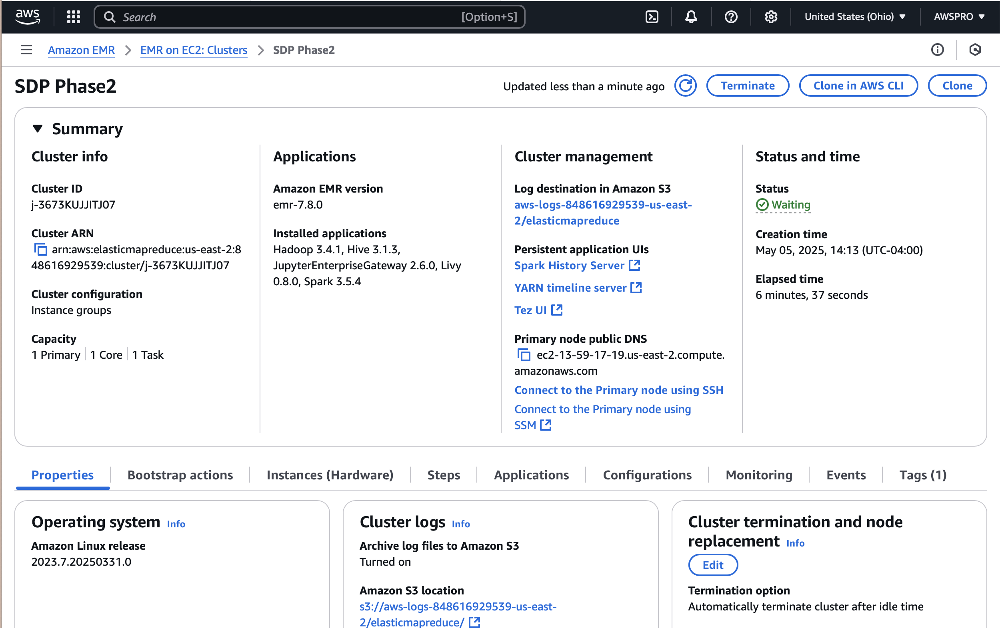 aws
Search [Option+S]
United States (Ohio)
AWSPRO
Amazon EMR
EMR on EC2: Clusters
SDP Phase2
SDP Phase2
Updated less than a minute ago
Terminate
Clone in AWS CLI
Clone
Summary
Cluster info
Cluster ID
j-3673KUJJITJ07
Cluster ARN
arn:aws:elasticmapreduce:us-east-2:8
48616929539:cluster/j-3673KUJJITJ07
Cluster configuration
Instance groups
Capacity
1 Primary
1 Core
1 Task
Applications
Amazon EMR version
emr-7.8.0
Installed applications
Hadoop 3.4.1, Hive 3.1.3,
JupyterEnterpriseGateway 2.6.0, Livy
0.8.0, Spark 3.5.4
Cluster management
Log destination in Amazon S3
aws-logs-848616929539-us-east-
2/elasticmapreduce
Persistent application UIs
Spark History Server
YARN timeline server
Tez UI
Primary node public DNS
ec2-13-59-17-19.us-east-2.compute.
amazonaws.com
Connect to the Primary node using SSH
Connect to the Primary node using
SSM
Status and time
Status
Waiting
Creation time
May 05, 2025, 14:13 (UTC-04:00)
Elapsed time
6 minutes, 37 seconds
Properties
Bootstrap actions
Instances (Hardware)
Steps
Applications
Configurations
Monitoring
Events
Tags (1)
Operating system Info
Amazon Linux release
2023.7.20250331.0
Cluster logs Info
Archive log files to Amazon S3
Turned on
Amazon S3 location
s3://aws-logs-848616929539-us-east-
2/elasticmapreduce/
Cluster termination and node
replacement Info
Edit
Termination option
Automatically terminate cluster after idle time